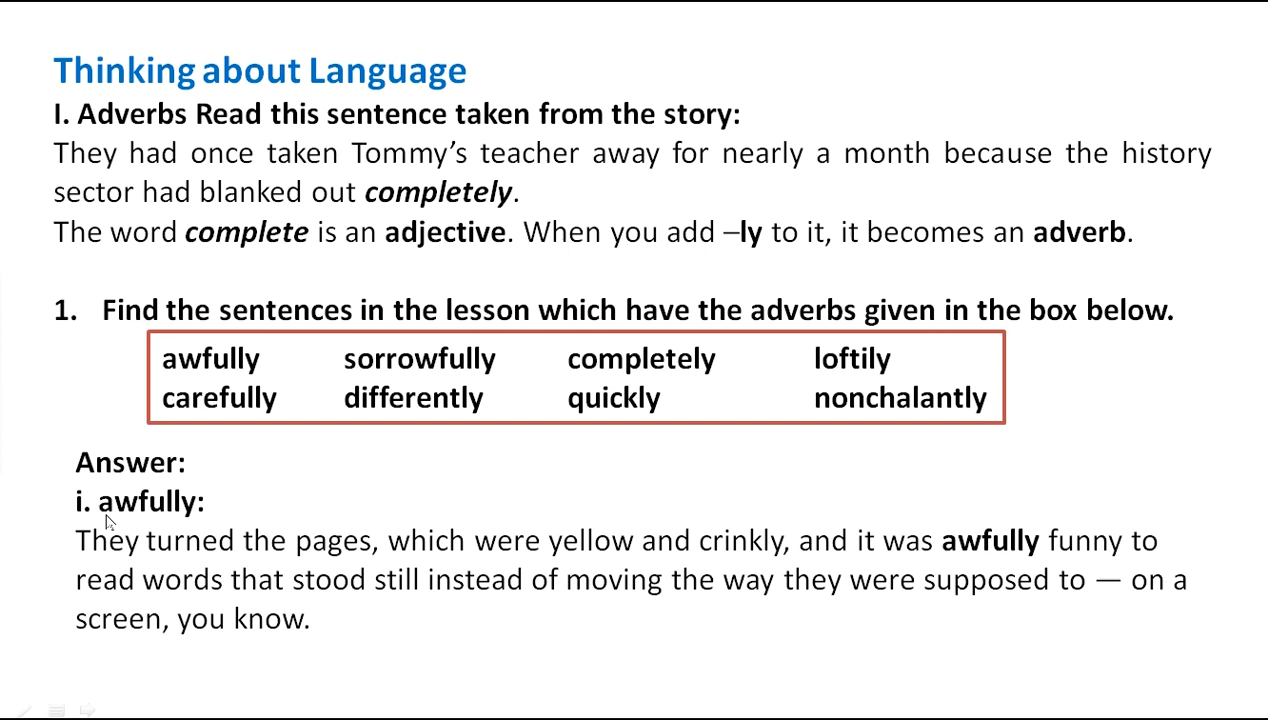 Thinking about Language
I. Adverbs Read this sentence taken from the story:
They had once taken Tommy’s teacher away for nearly a month because the history
sector had blanked out completely.
The word complete is an adjective. When you add –ly to it, it becomes an adverb.
1. Find the sentences in the lesson which have the adverbs given in the box below.
awfully sorrowfully completely loftily
carefully differently quickly nonchalantly
Answer:
i. awfully:
They turned the pages, which were yellow and crinkly, and it was awfully funny to
read words that stood still instead of moving the way they were supposed to — on a
screen, you know.